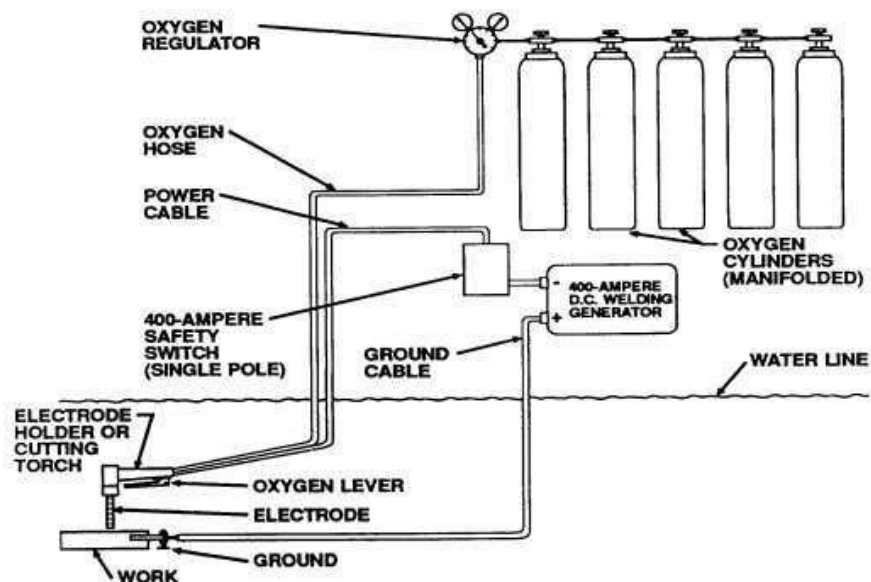 OXYGEN
REGULATOR
OXYGEN
HOSE
POWER
CABLE
OXYGEN
CYLINDERS
(MANIFOLDED)
-
400-AMPERE
D.C. WELDING
GENERATOR
+
400-AMPERE
SAFETY
SWITCH
(SINGLE POLE)
GROUND
CABLE
WATER LINE
ELECTRODE
HOLDER OR
CUTTING
TORCH
OXYGEN LEVER
ELECTRODE
GROUND
WORK